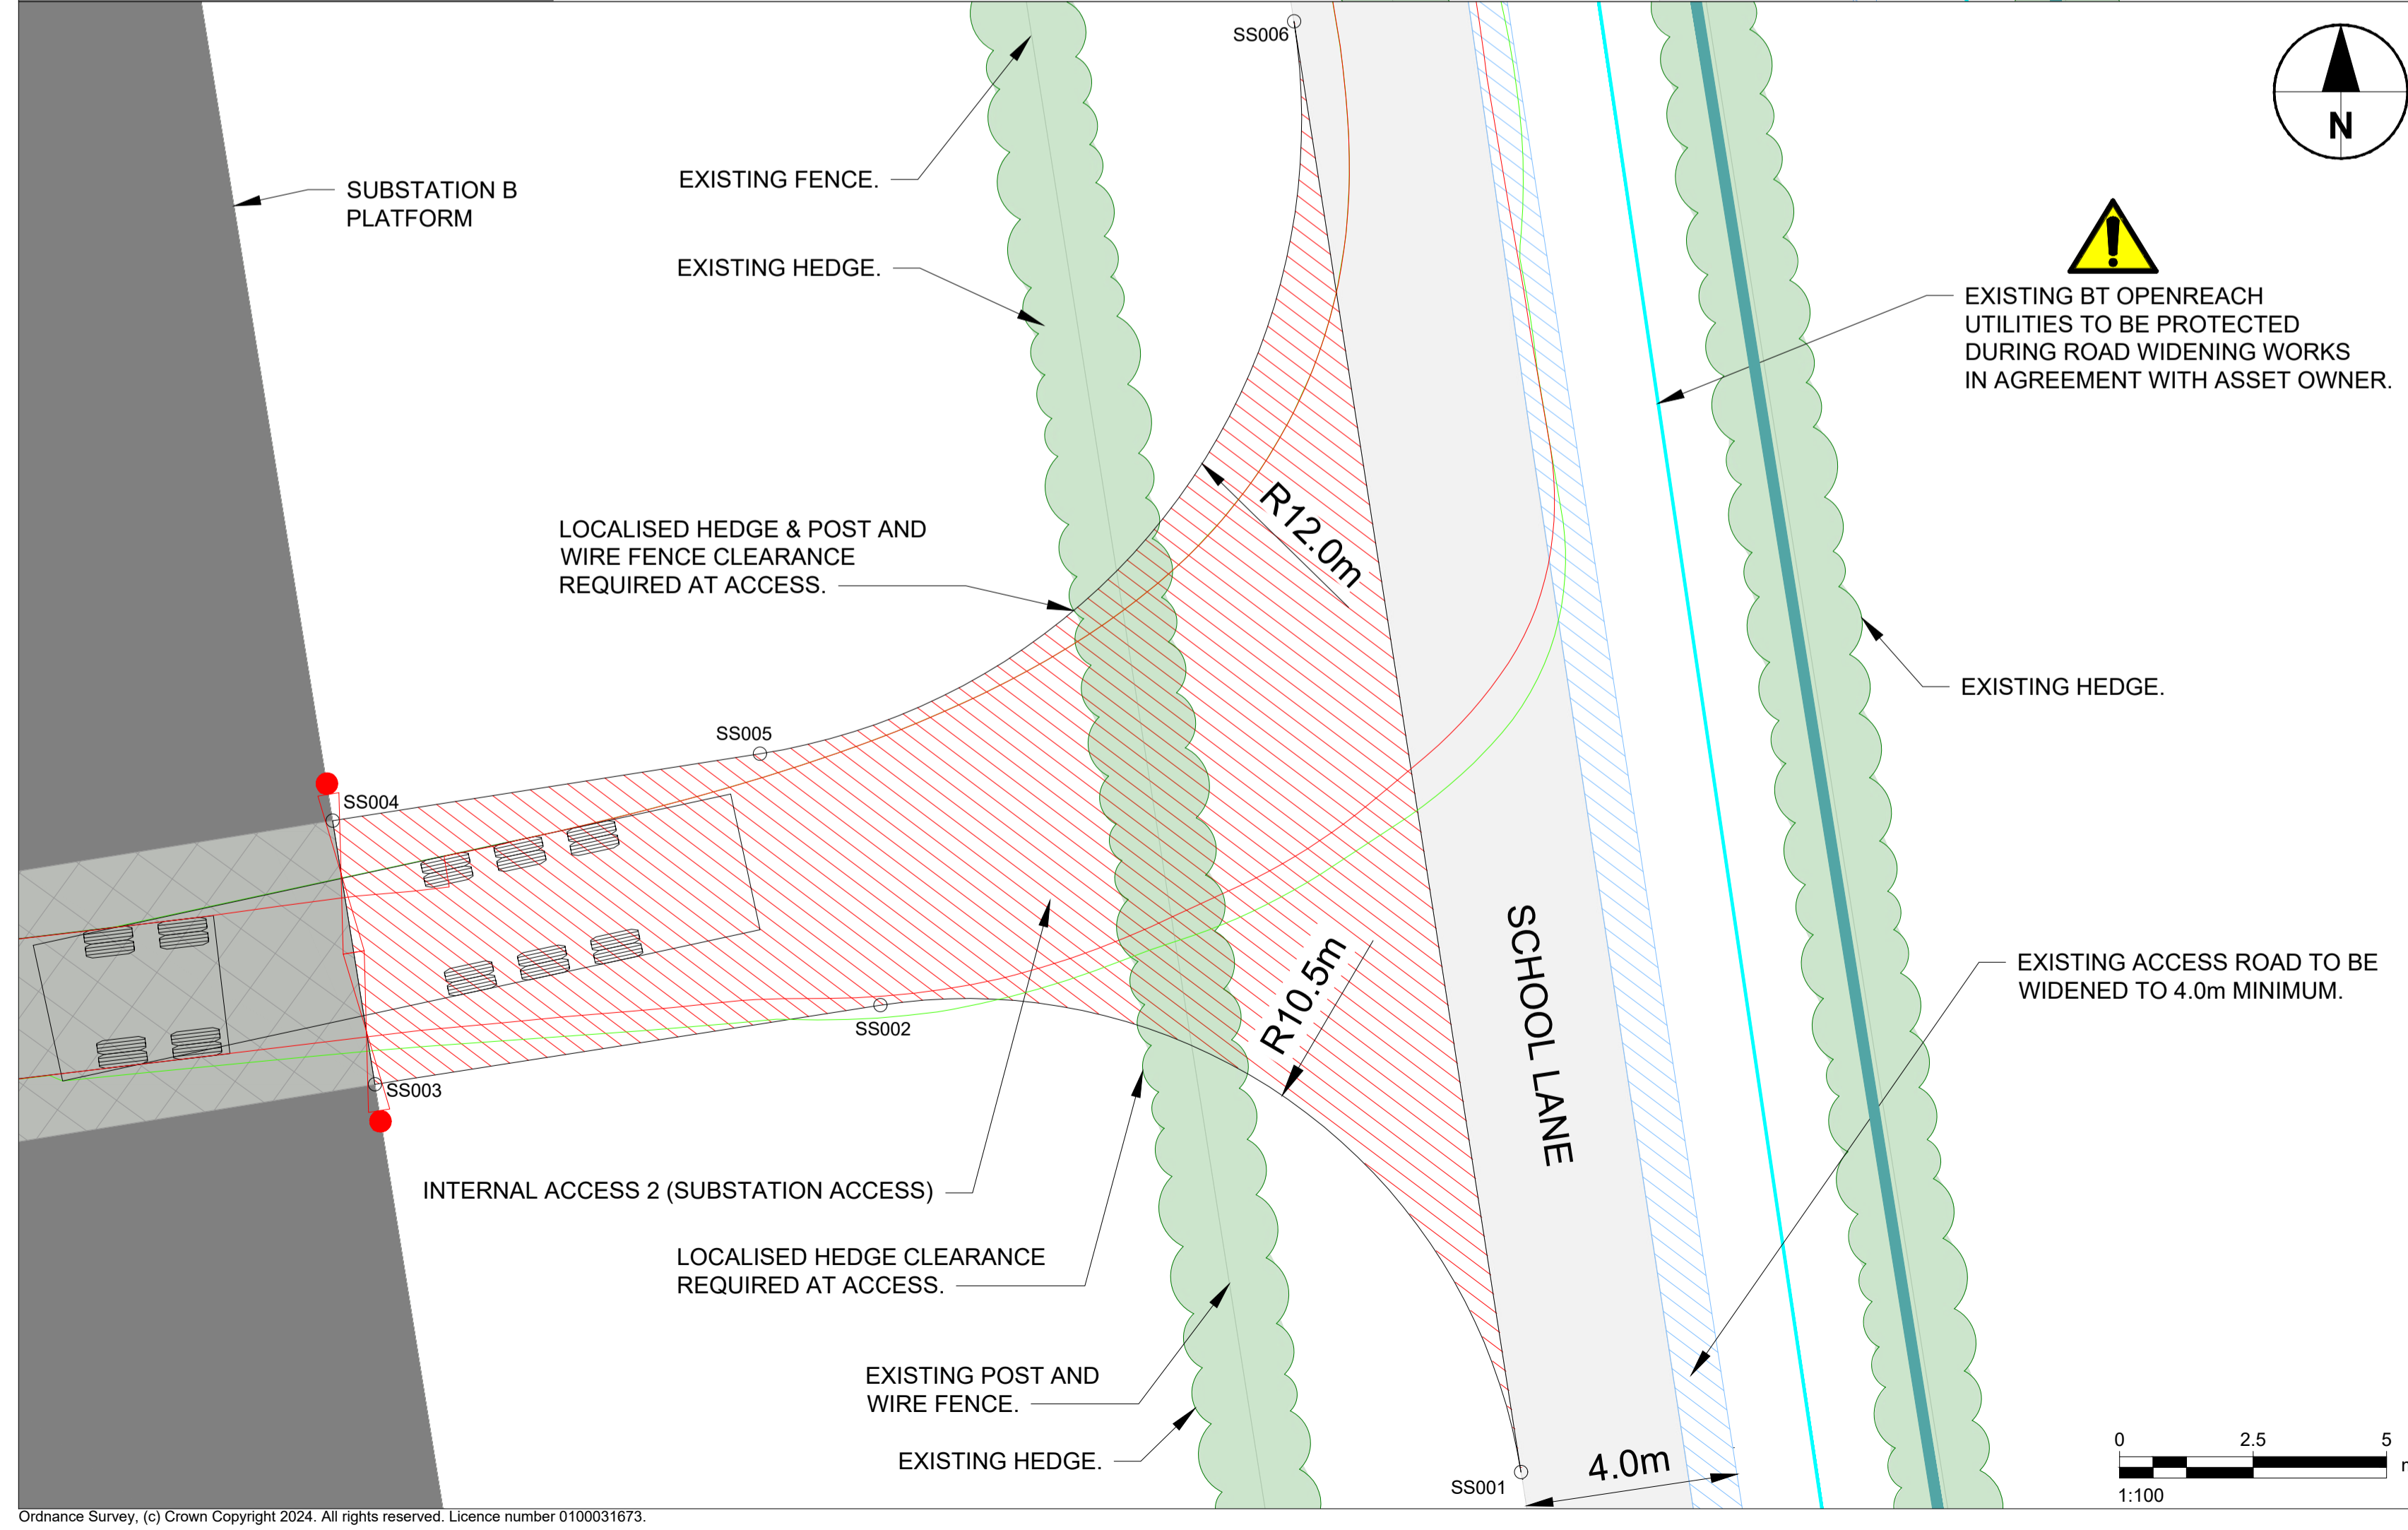 SS006
N
SUBSTATION B
PLATFORM
EXISTING FENCE.
EXISTING HEDGE.
EXISTING BT OPENREACH
UTILITIES TO BE PROTECTED
DURING ROAD WIDENING WORKS
IN AGREEMENT WITH ASSET OWNER.
LOCALISED HEDGE & POST AND
WIRE FENCE CLEARANCE
REQUIRED AT ACCESS.
R12.0m
EXISTING HEDGE.
SS005
SS004
SS002
SS003
R10.5m
SCHOOL LANE
EXISTING ACCESS ROAD TO BE
WIDENED TO 4.0m MINIMUM.
INTERNAL ACCESS 2 (SUBSTATION ACCESS)
LOCALISED HEDGE CLEARANCE
REQUIRED AT ACCESS.
EXISTING POST AND
WIRE FENCE.
EXISTING HEDGE.
SS001
4.0m
0 2.5 5
1:100
Ordnance Survey, (c) Crown Copyright 2024. All rights reserved. Licence number 0100031673.